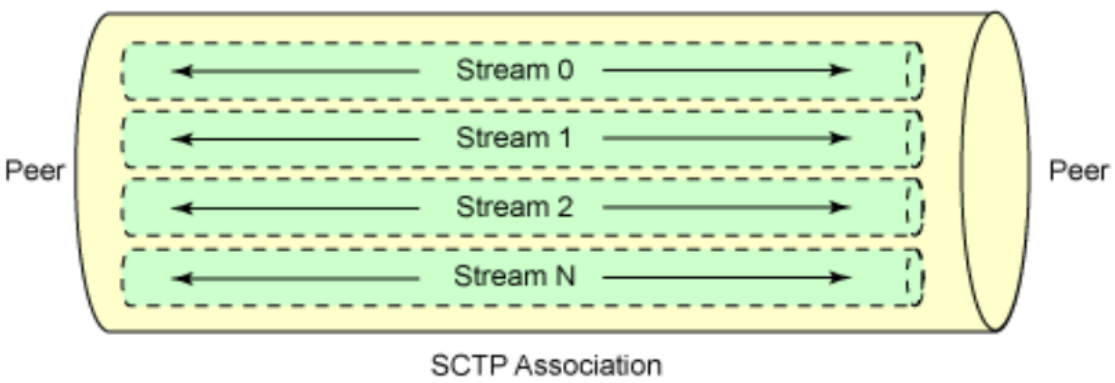 Stream 0
Stream 1
Peer
Peer
Stream 2
Stream N
SCTP Association